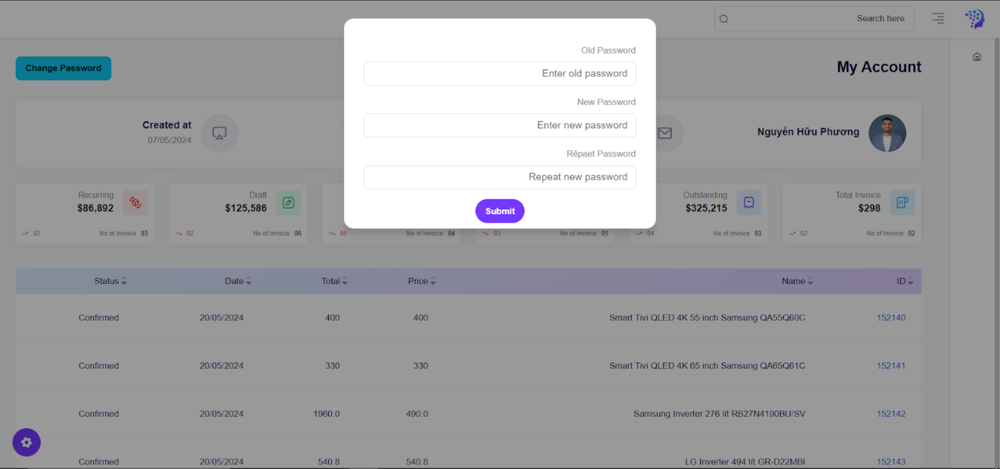 Search here
Change Password
My Account
Old Password
Enter old password
New Password
Enter new password
Rêpaet Password
Repeat new password
Submit
Created at
07/05/2024
Nguyễn Hữu Phương
Recurring
$86,892
02 No of Invoice 03
Draft
$125,586
02 No of Invoice 06
05 No of Invoice 04
03 No of Invoice 01
Outstanding
$325,215
04 No of Invoice 03
Total Invoice
$298
02 No of Invoice 02
Status Date Total Price Name ID
Confirmed 20/05/2024 400 400 Smart Tivi QLED 4K 55 inch Samsung QA55Q60C 152140
Confirmed 20/05/2024 330 330 Smart Tivi QLED 4K 65 inch Samsung QA65Q61C 152141
Confirmed 20/05/2024 1960.0 490.0 Samsung Inverter 276 lít RB27N4190BU/SV 152142
Confirmed 20/05/2024 540.8 540.8 LG Inverter 494 lít GR-D22MBI 152143